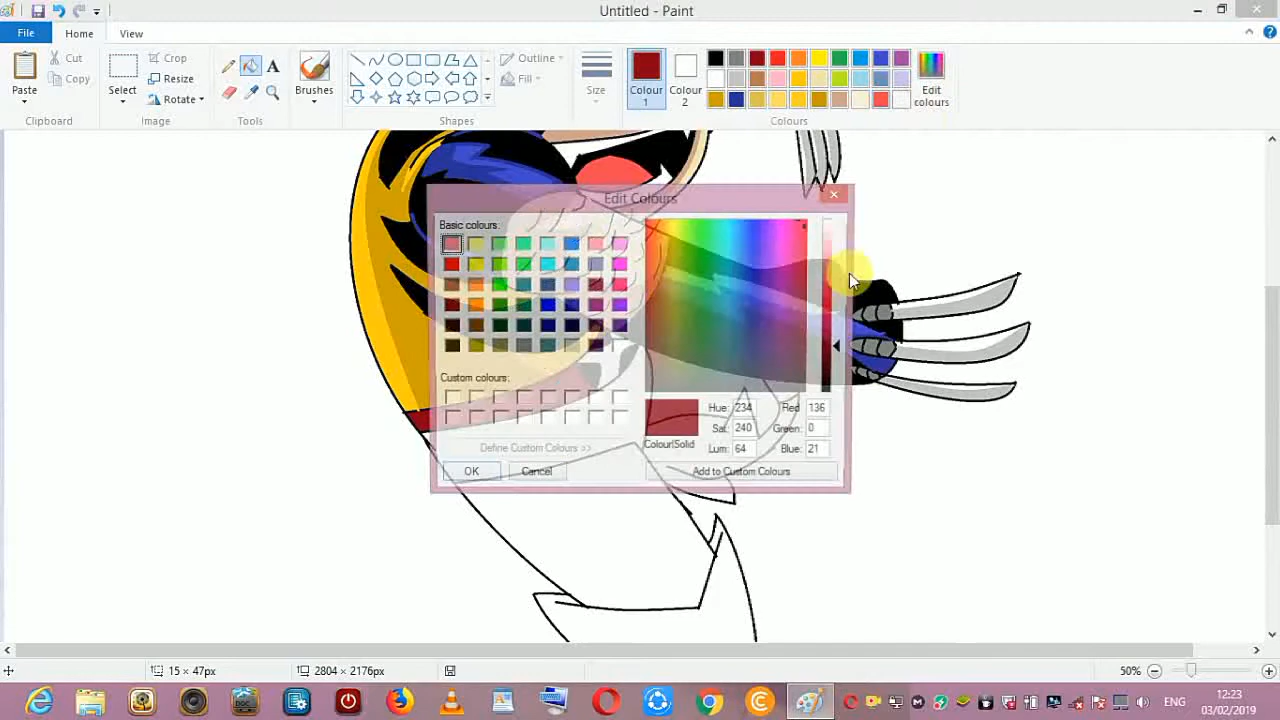 Untitled - Paint
File Home View
Paste
Cut
Copy
Clipboard
Select
Crop
Resize
Rotate
Image
A
Tools
Brushes
Shapes
Outline
Fill
Size
Colour 1
Colour 2
Edit colours
Colours
Edit Colours
Basic colours:
Custom colours:
Define Custom Colours >>
OK Cancel
Colour|Solid
Hue: 234 Red 136
Sat: 240 Green: 0
Lum: 64 Blue: 21
Add to Custom Colours
15 × 47px 2804 × 2176px 50%
DOC
ENG 12:23
03/02/2019